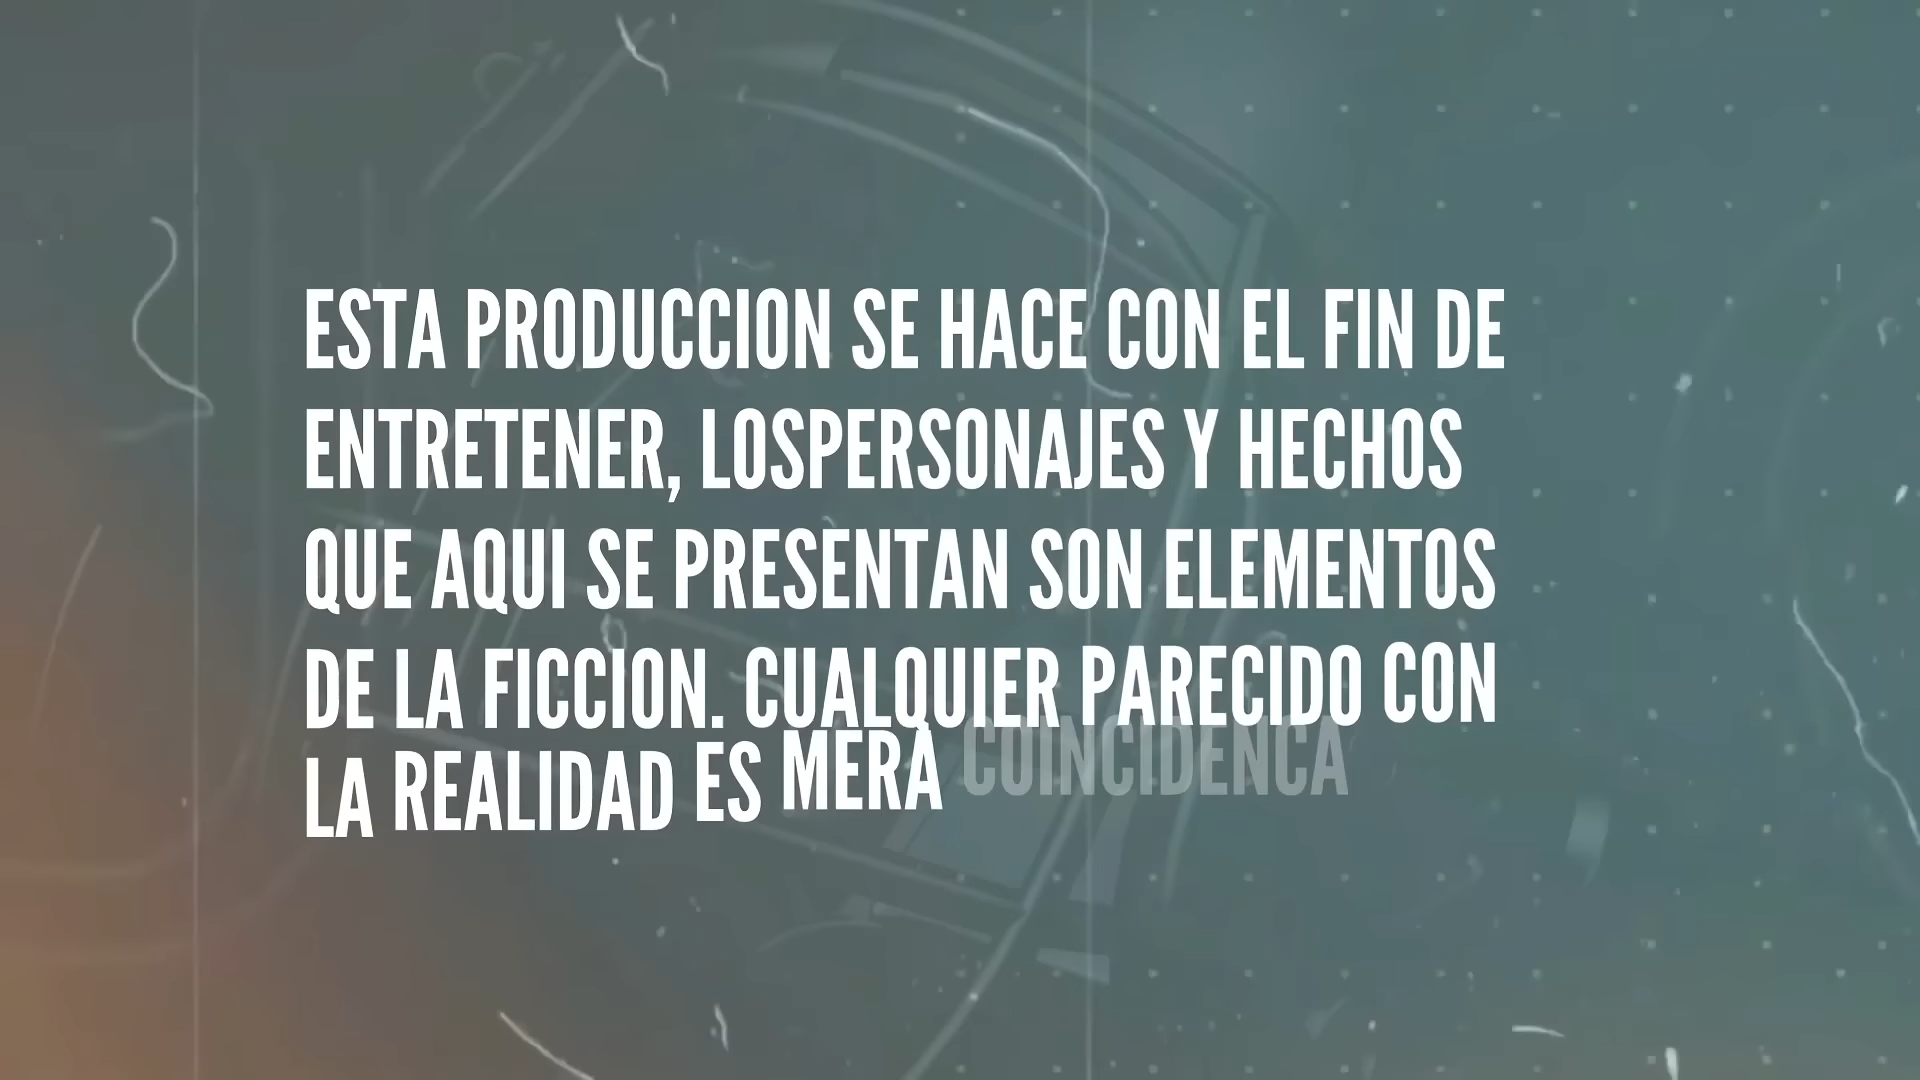 ESTA PRODUCCION SE HACE CON EL FIN DE
ENTRETENER, LOSPERSONAJES Y HECHOS
QUE AQUI SE PRESENTAN SON ELEMENTOS
DE LA FICCION. CUALQUIER PARECIDO CON
LA REALIDAD ES MERA COINCIDENCA